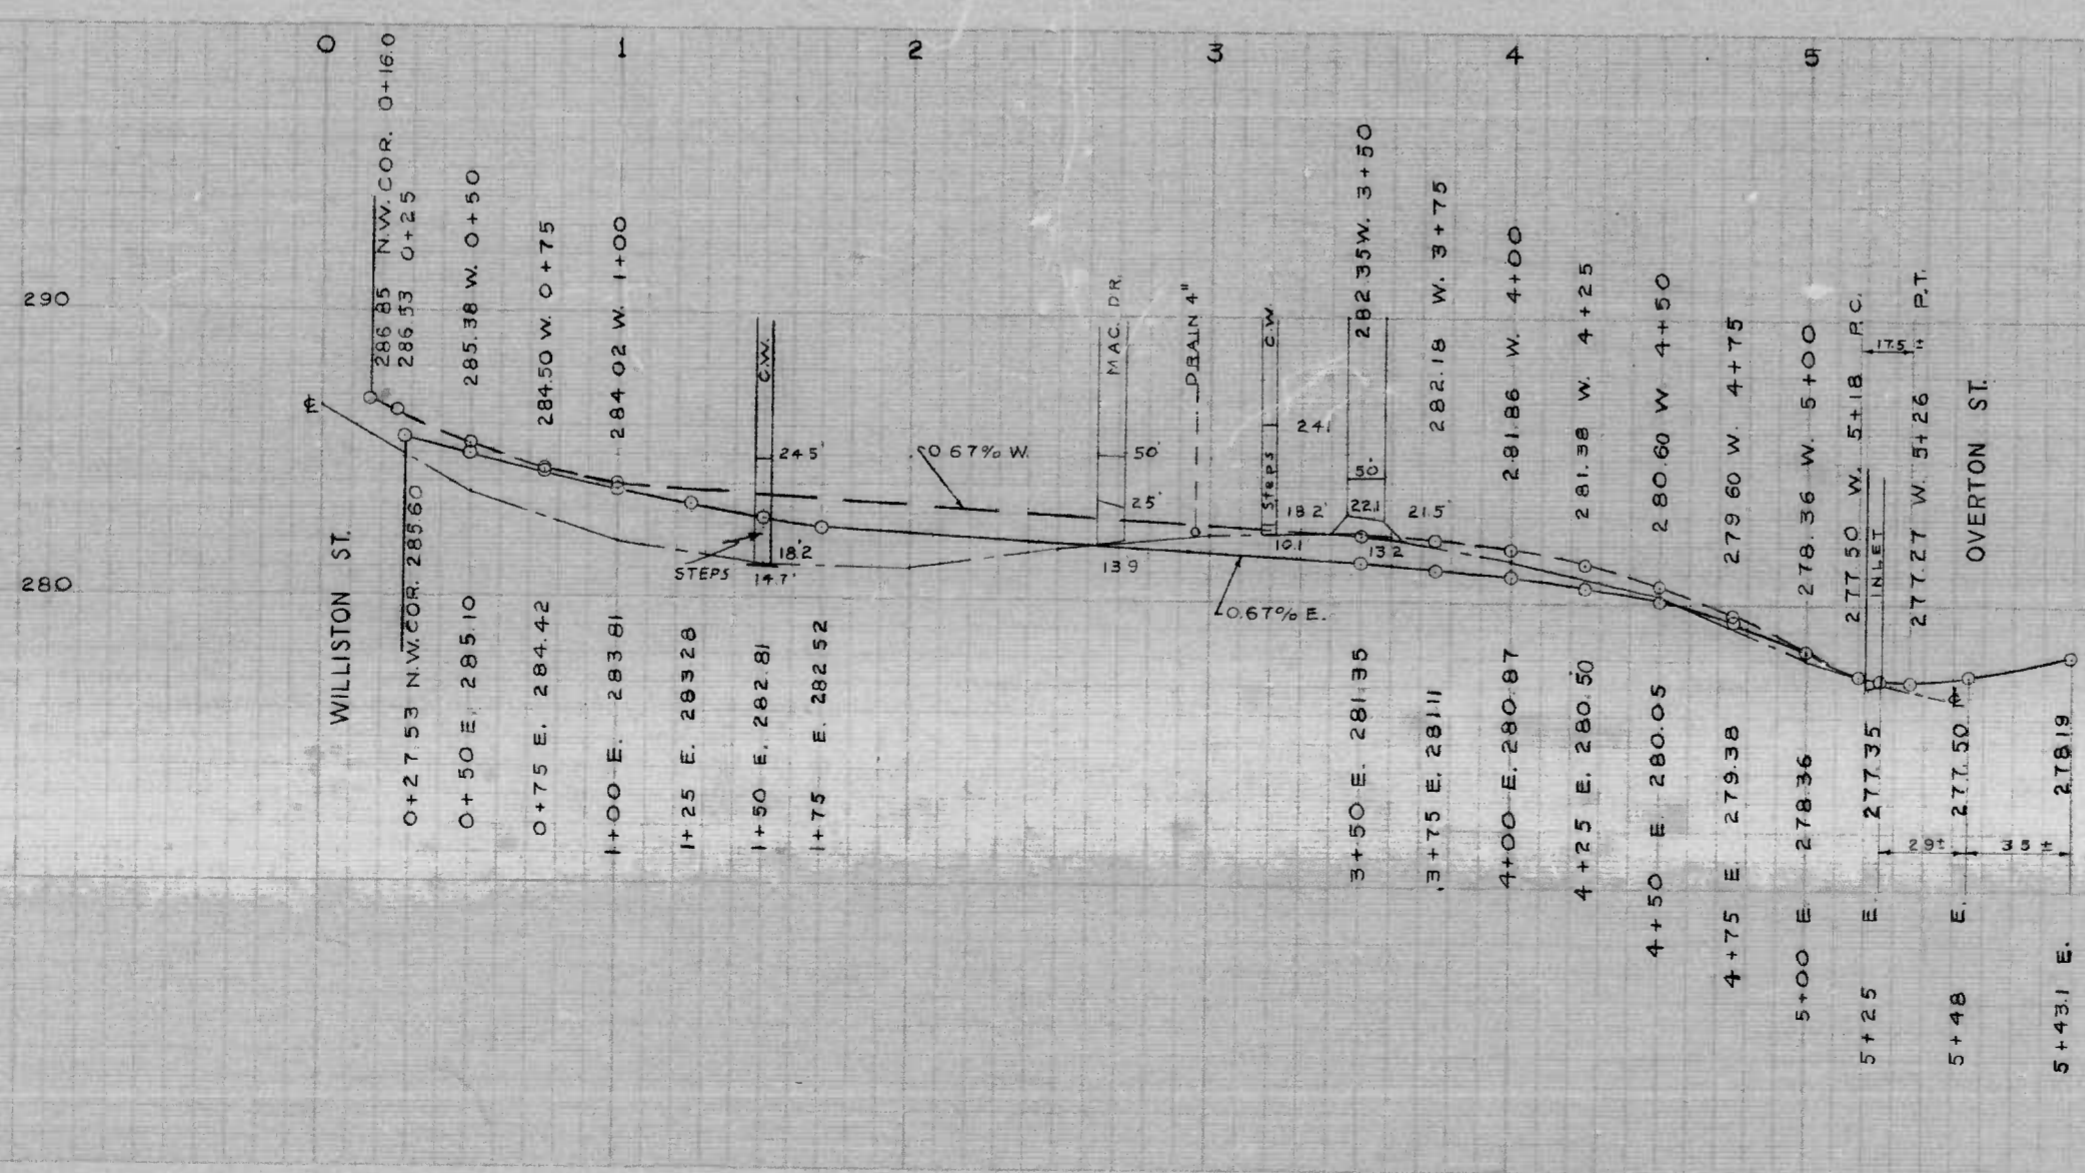 0 1 2 3 4 5
290
280
WILLISTON ST.
286.85 N.W. COR. 0+16.0
286.53 0+25
285.38 W. 0+50
284.50 W. 0+75
284.02 W. 1+00
C.W.
24.5'
18.2'
14.7'
STEPS
0.67% W.
MAC. DR.
50'
25'
13.9
DRAIN 4"
C.W.
STEPS
24.1
18.2'
10.1
0.67% E.
282.35 W. 3+50
50'
22.1
21.5'
13.2
282.18 W. 3+75
281.86 W. 4+00
281.38 W. 4+25
280.60 W 4+50
279.60 W. 4+75
278.36 W. 5+00
277.50 W. 5+18 P.C.
INLET
17.5 ±
277.27 W. 5+26 P.T.
OVERTON ST.
0+27.53 N.W.COR. 285.60
0+50 E. 285.10
0+75 E. 284.42
1+00 E. 283.81
1+25 E. 283.28
1+50 E. 282.81
1+75 E. 282.52
3+50 E. 281.35
3+75 E. 281.11
4+00 E. 280.87
4+25 E. 280.50
4+50 E 280.05
4+75 E. 279.38
5+00 E 278.36
5+25 E. 277.35
5+48 E. 277.50
5+43.1 E. 278.19
29±
35 ±